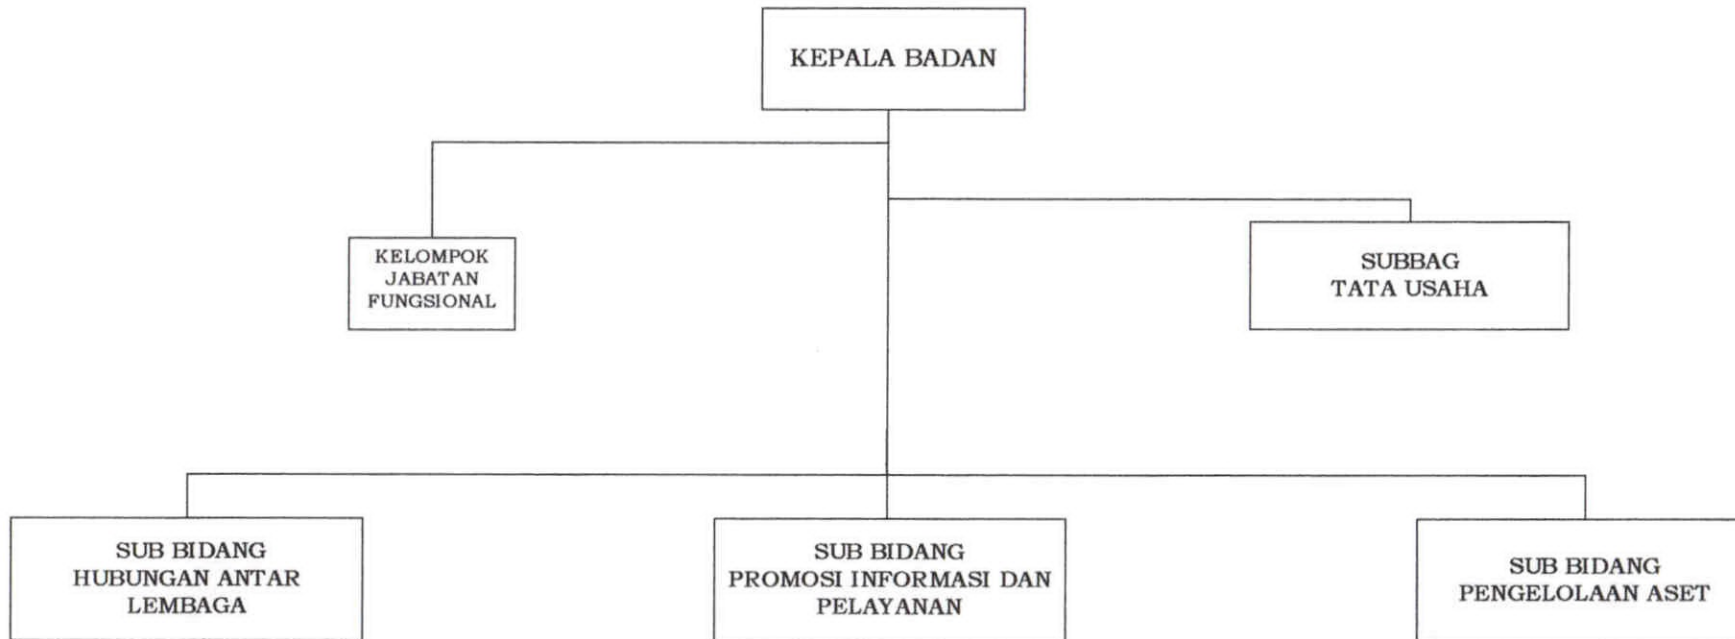 KEPALA BADAN
KELOMPOK
JABATAN
FUNGSIONAL
SUBBAG
TATA USAHA
SUB BIDANG
HUBUNGAN ANTAR
LEMBAGA
SUB BIDANG
PROMOSI INFORMASI DAN
PELAYANAN
SUB BIDANG
PENGELOLAAN ASET